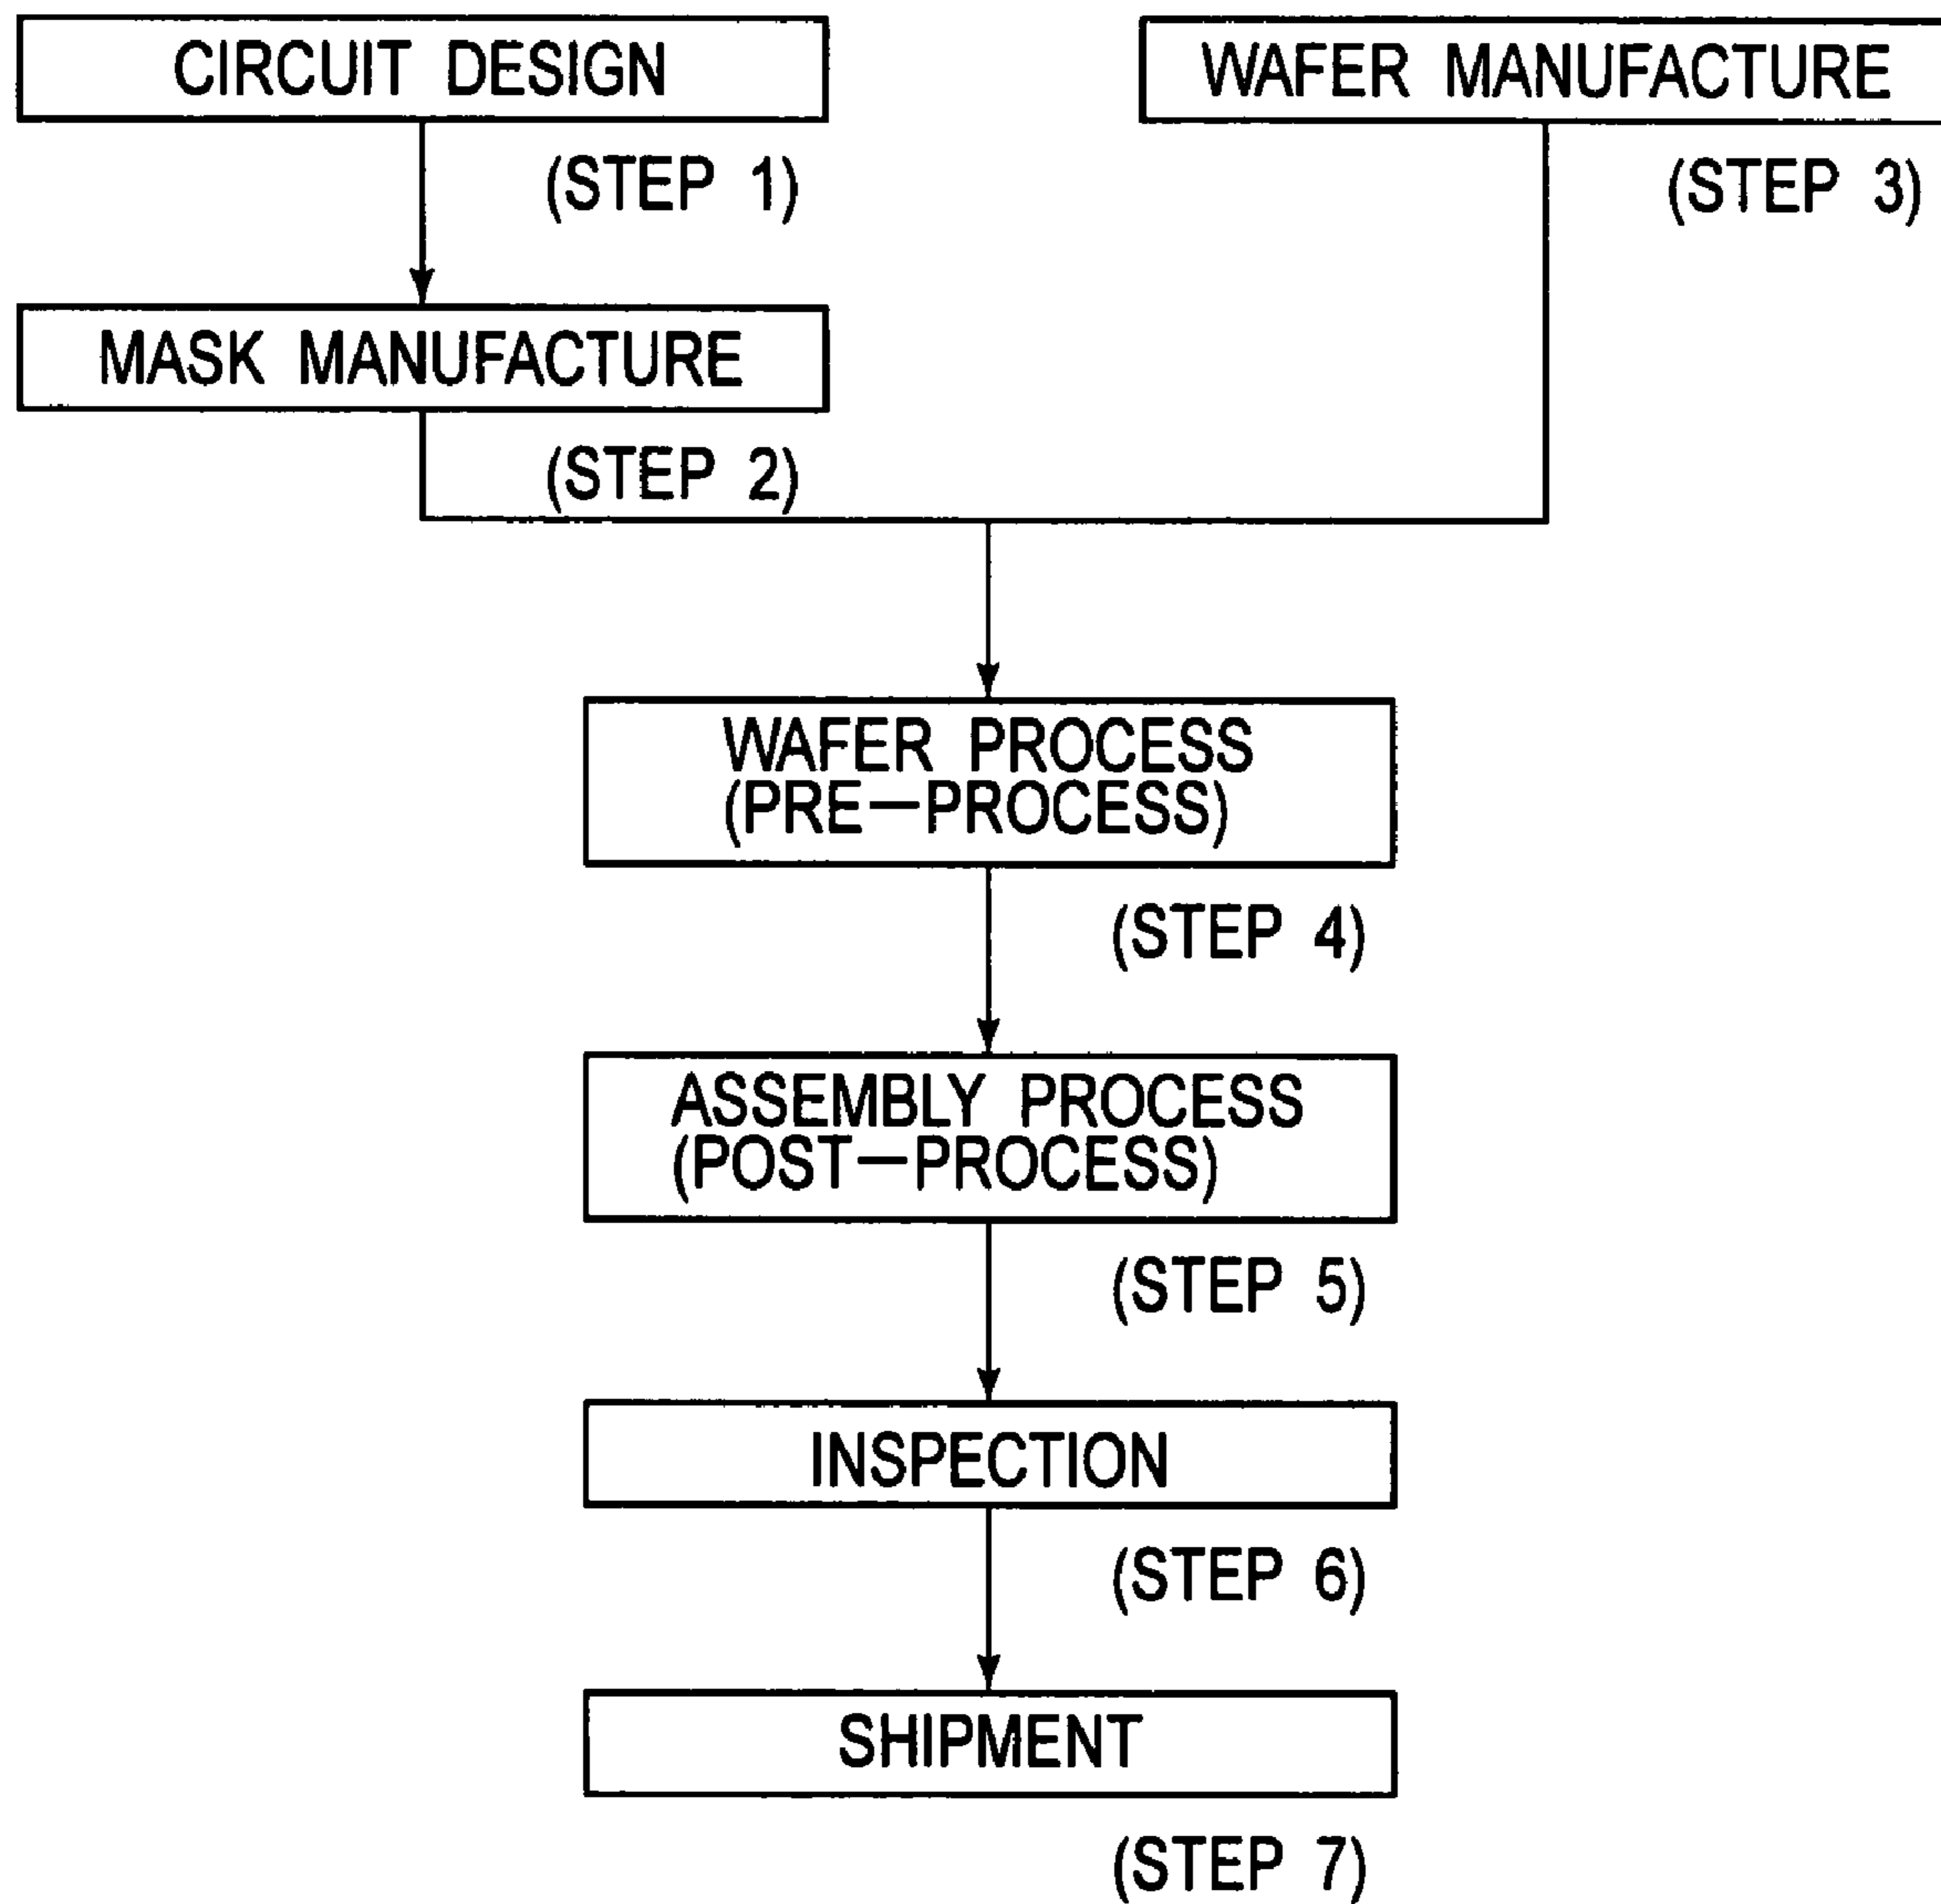 CIRCUIT DESIGN
(STEP 1)
MASK MANUFACTURE
(STEP 2)
WAFER MANUFACTURE
(STEP 3)
WAFER PROCESS
(PRE—PROCESS)
(STEP 4)
ASSEMBLY PROCESS
(POST—PROCESS)
(STEP 5)
INSPECTION
(STEP 6)
SHIPMENT
(STEP 7)